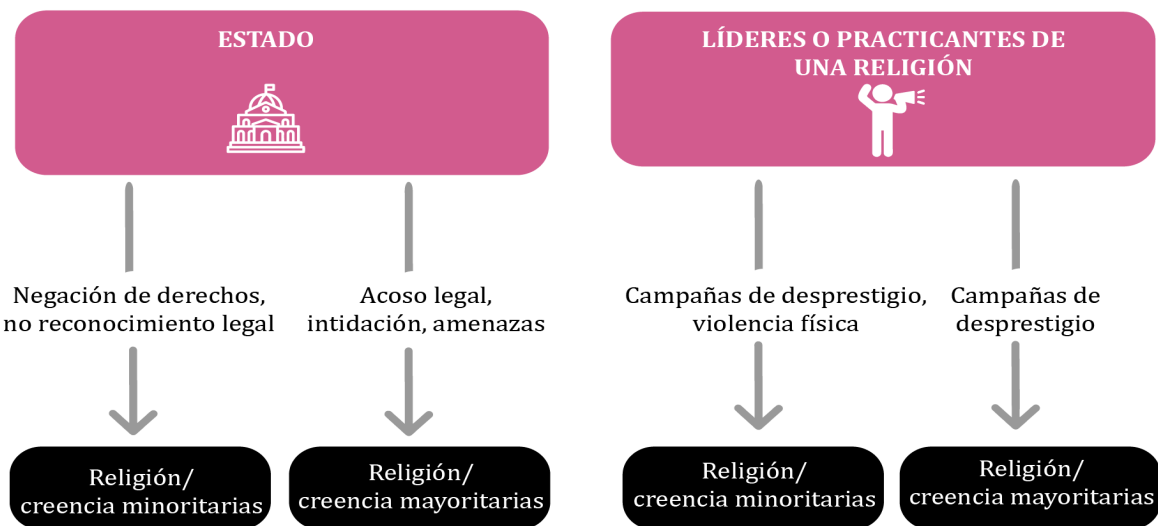 ESTADO
LÍDERES O PRACTICANTES DE
UNA RELIGIÓN
Negación de derechos,
no reconocimiento legal
Acoso legal,
intidación, amenazas
Campañas de desprestigio,
violencia física
Campañas de
desprestigio
Religión/
creencia minoritarias
Religión/
creencia mayoritarias
Religión/
creencia minoritarias
Religión/
creencia mayoritarias